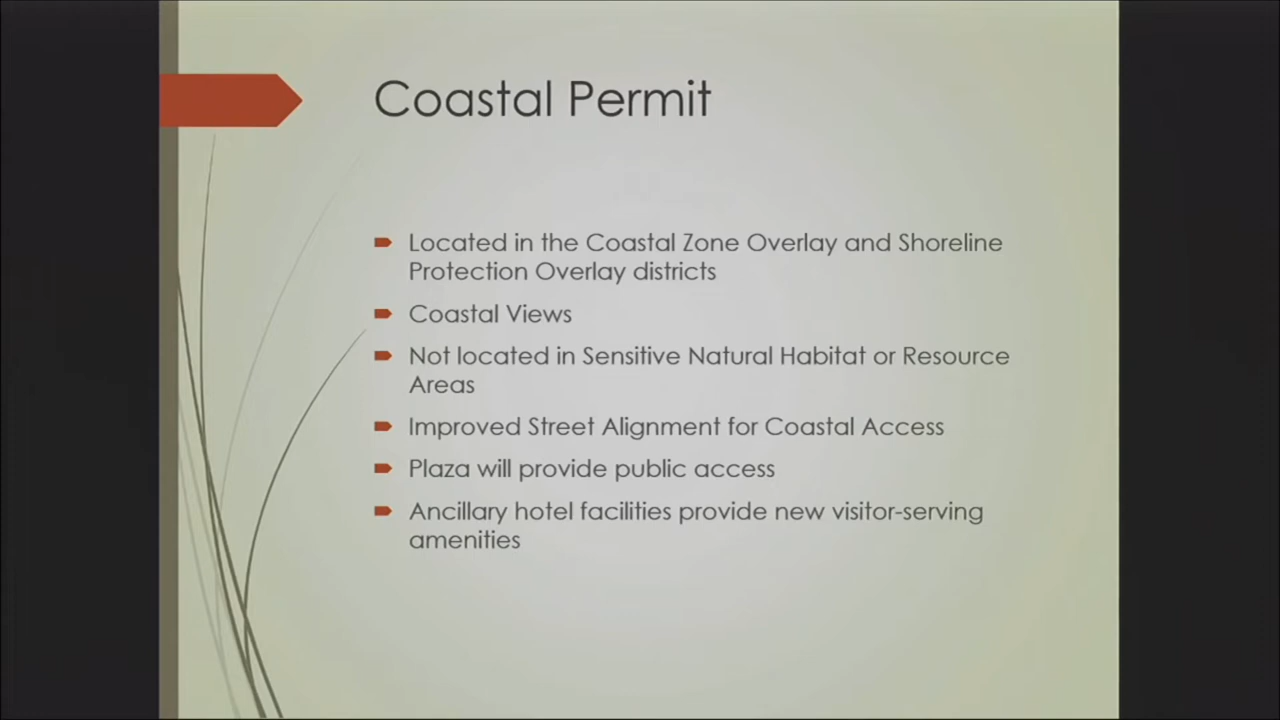 Coastal Permit
Located in the Coastal Zone Overlay and Shoreline
Protection Overlay districts
Coastal Views
Not located in Sensitive Natural Habitat or Resource
Areas
Improved Street Alignment for Coastal Access
Plaza will provide public access
Ancillary hotel facilities provide new visitor-serving
amenities